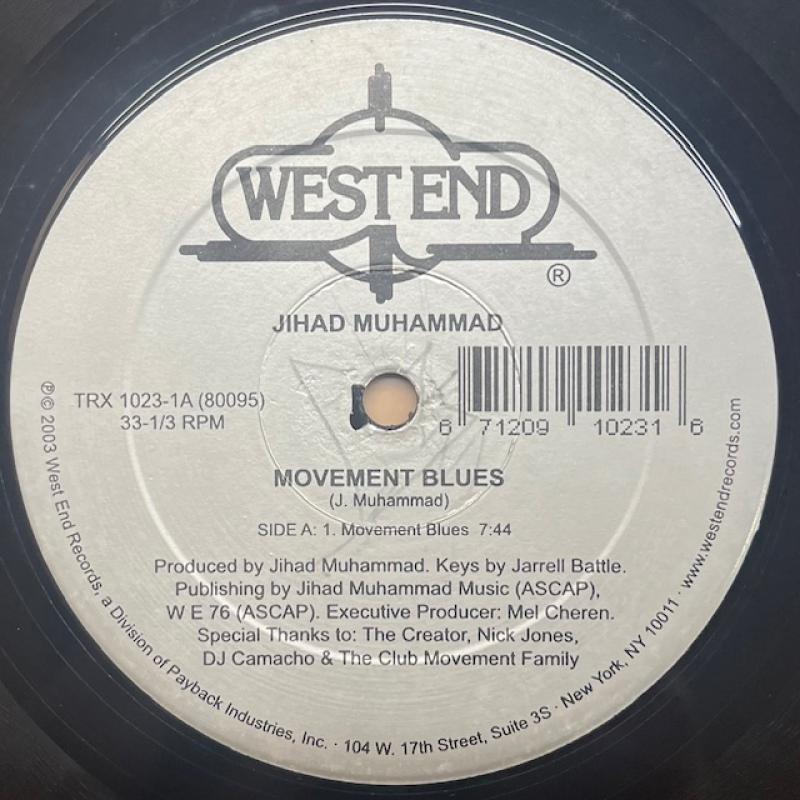 WEST END
®
JIHAD MUHAMMAD
TRX 1023-1A (80095)
33-1/3 RPM
6 71209 10231 6
MOVEMENT BLUES
(J. Muhammad)
SIDE A: 1. Movement Blues 7:44
Produced by Jihad Muhammad. Keys by Jarrell Battle.
Publishing by Jihad Muhammad Music (ASCAP),
W E 76 (ASCAP). Executive Producer: Mel Cheren.
Special Thanks to: The Creator, Nick Jones,
DJ Camacho & The Club Movement Family
℗© 2003 West End Records, a Division of Payback Industries, Inc. · 104 W. 17th Street, Suite 3S · New York, NY 10011 · www.westendrecords.com